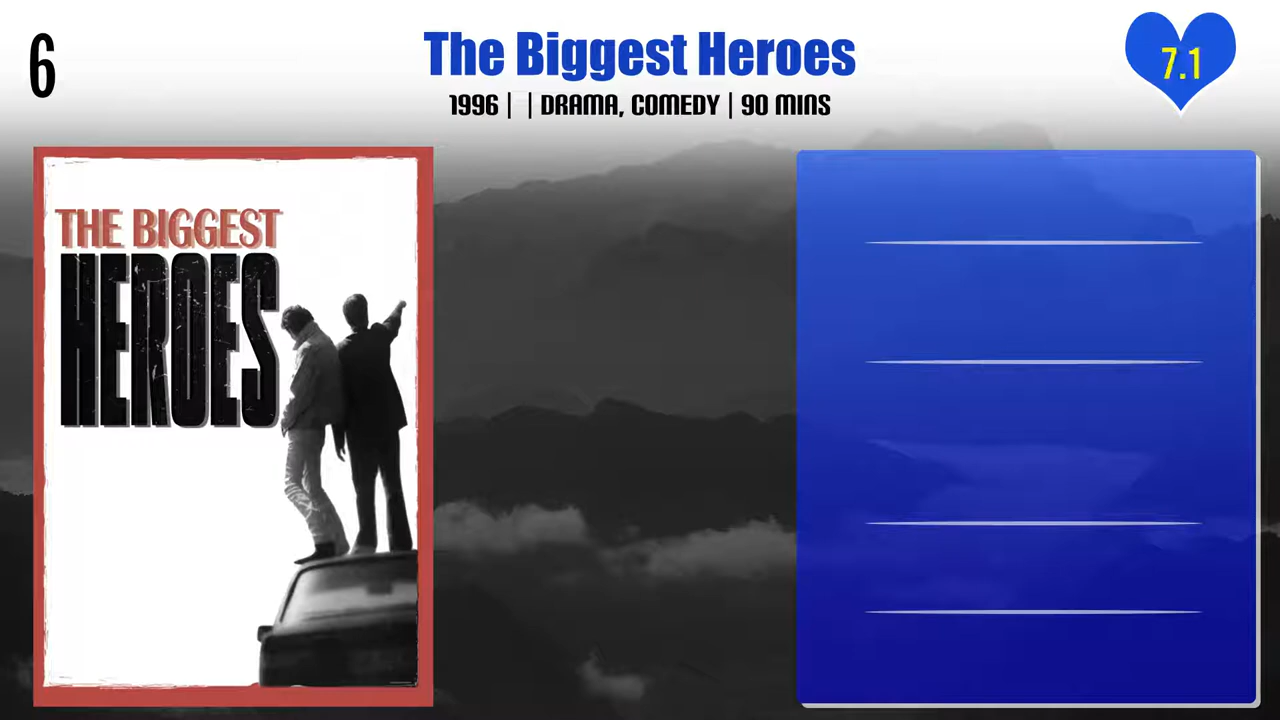 6
The Biggest Heroes
7.1
1996 | | DRAMA, COMEDY | 90 MINS
THE BIGGEST
HEROES